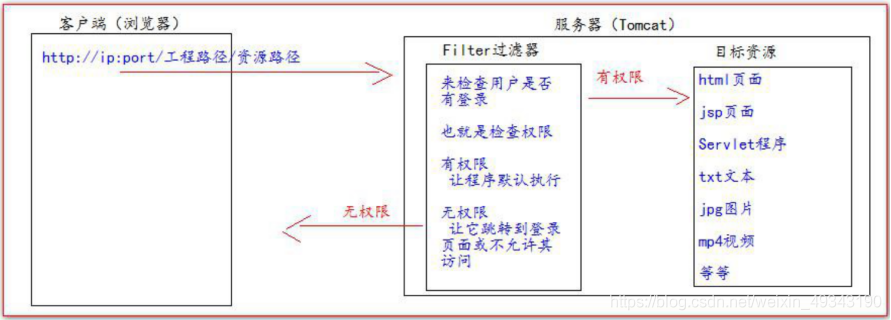 客户端（浏览器）
http://ip:port/工程路径/资源路径
服务器（Tomcat）
Filter过滤器
未检查用户是否
有登录
也就是检查权限
有权限
让程序默认执行
无权限
让它跳转到登录
页面或不允许其
访问
有权限
无权限
目标资源
html页面
jsp页面
Servlet程序
txt文本
jpg图片
mp4视频
等等
https://blog.csdn.net/weixin_49343190